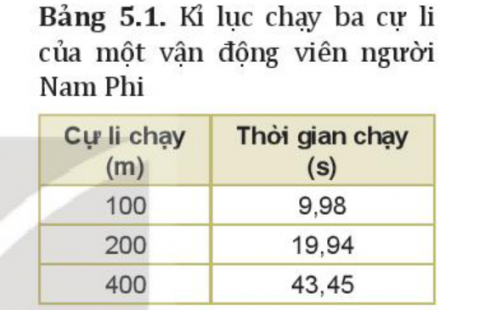 Bảng 5.1. Kỉ lục chạy ba cự li
của một vận động viên người
Nam Phi
Cự li chạy (m) Thời gian chạy (s)
100 9,98
200 19,94
400 43,45